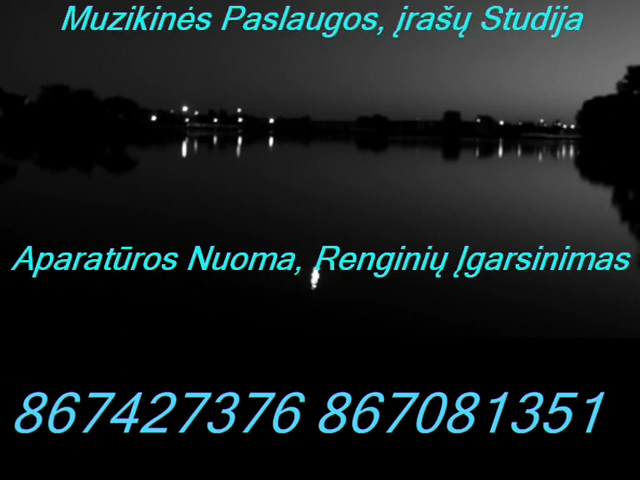 Muzikinės Paslaugos, įrašų Studija
Aparatūros Nuoma, Renginių Įgarsinimas
867427376 867081351